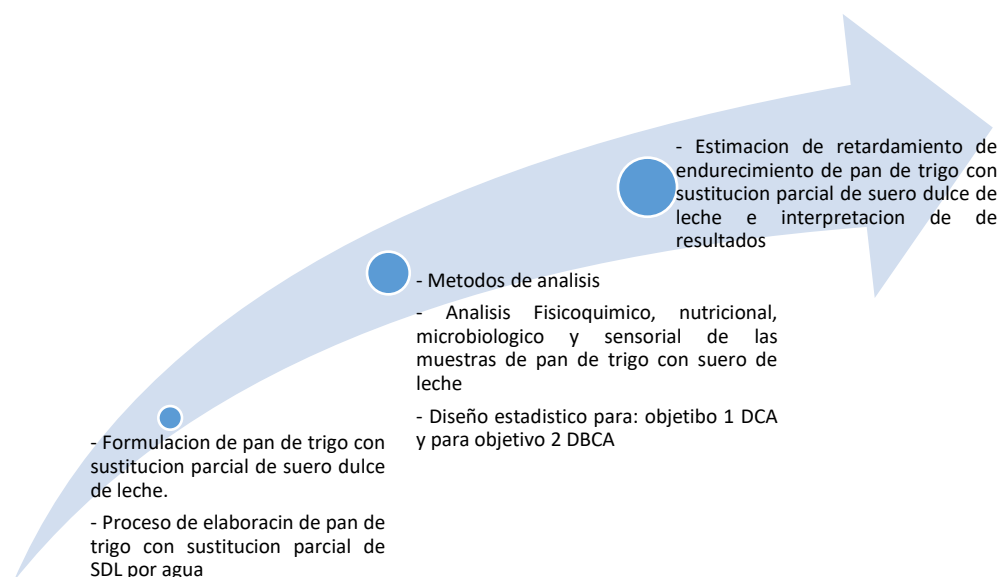 - Formulacion de pan de trigo con
sustitucion parcial de suero dulce
de leche.
- Proceso de elaboracin de pan de
trigo con sustitucion parcial de
SDL por agua
- Metodos de analisis
- Analisis Fisicoquimico, nutricional,
microbiologico y sensorial de las
muestras de pan de trigo con suero de
leche
- Diseño estadistico para: objetibo 1 DCA
y para objetivo 2 DBCA
- Estimacion de retardamiento de
endurecimiento de pan de trigo con
sustitucion parcial de suero dulce de
leche e interpretacion de de
resultados